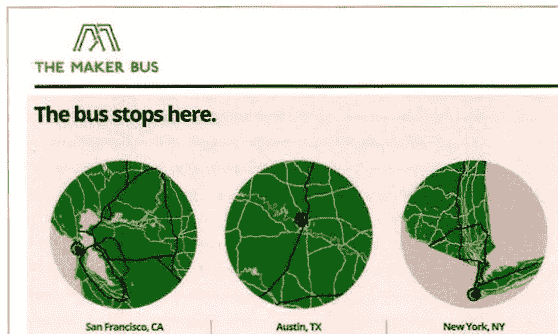 THE MAKER BUS
The bus stops here.
San Francisco, CA
Austin, TX
New York, NY